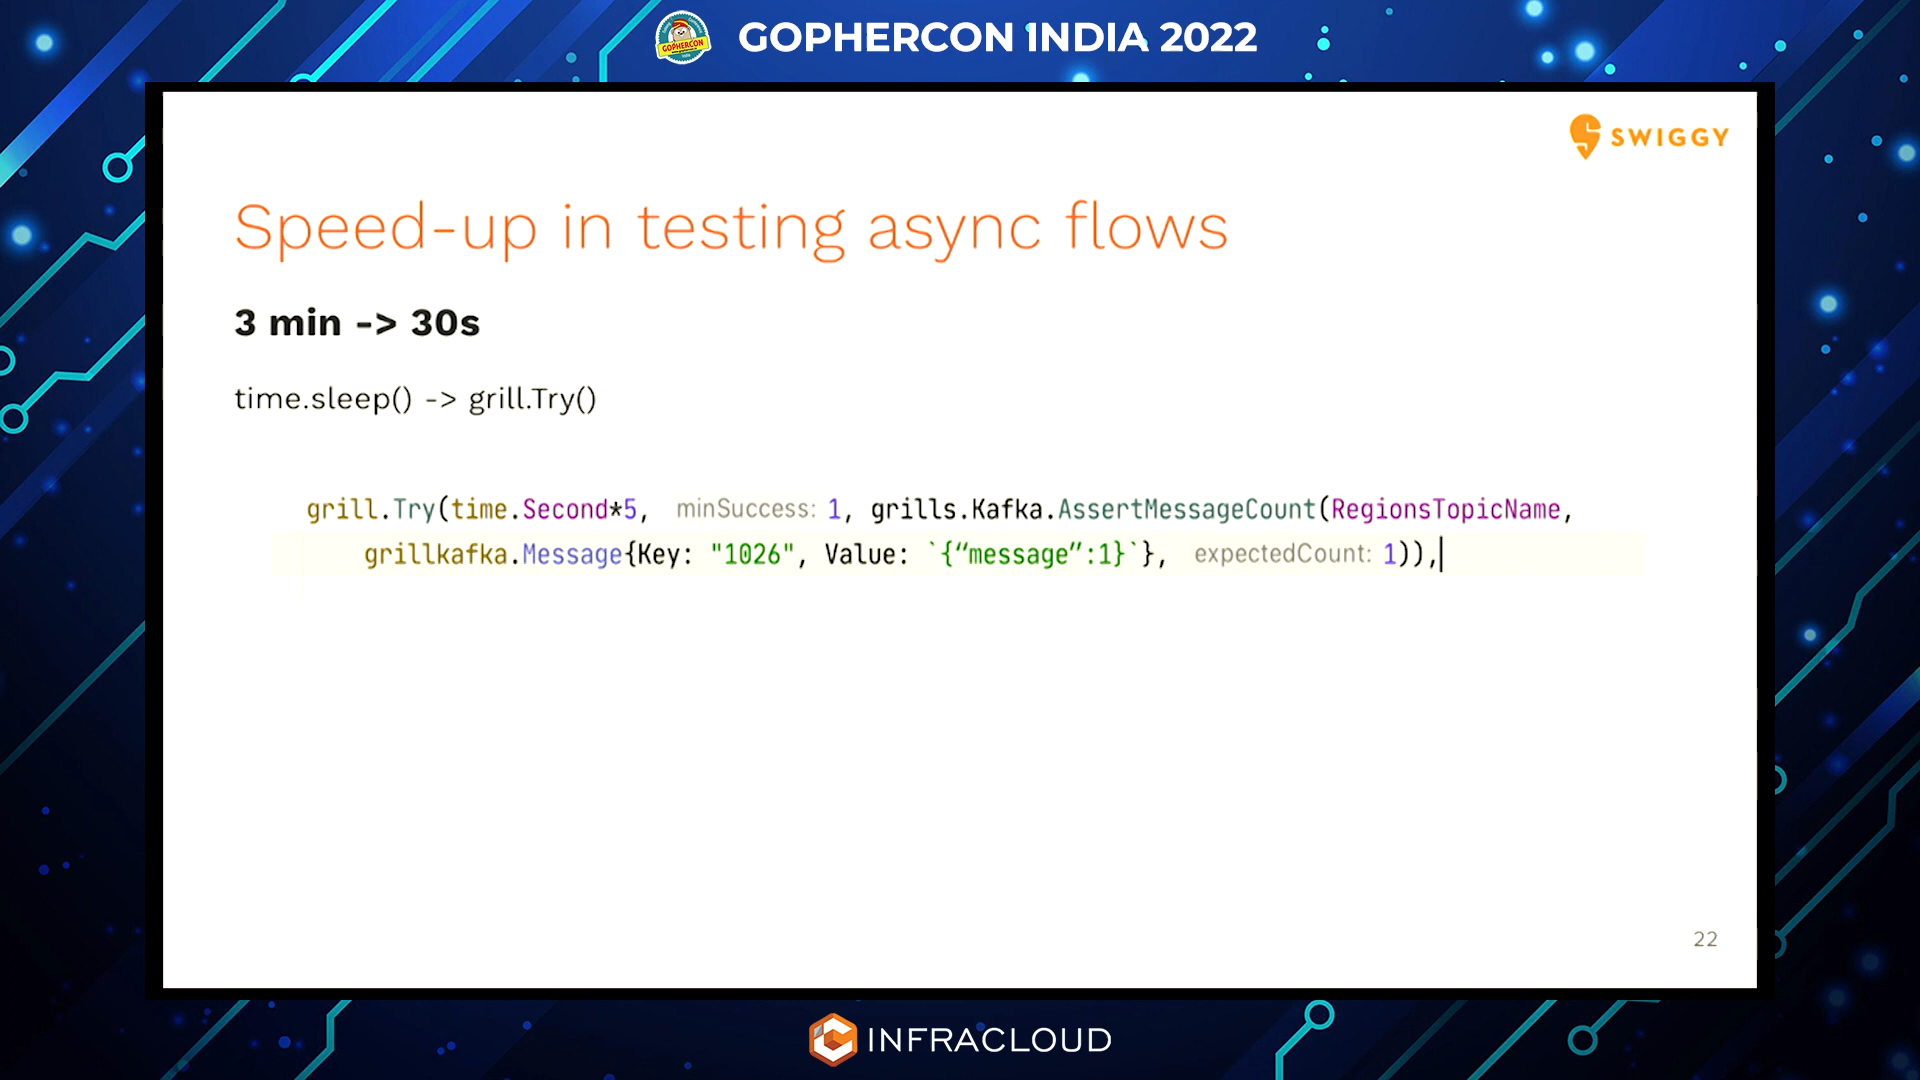 GOPHERCON
GOPHERCON INDIA 2022
SWIGGY
Speed-up in testing async flows
3 min -> 30s
time.sleep() -> grill.Try()
grill.Try(time.Second*5, minSuccess: 1, grills.Kafka.AssertMessageCount(RegionsTopicName,
grillkafka.Message{Key: "1026", Value: `{“message”:1}`}, expectedCount: 1)),
22
INFRACLOUD